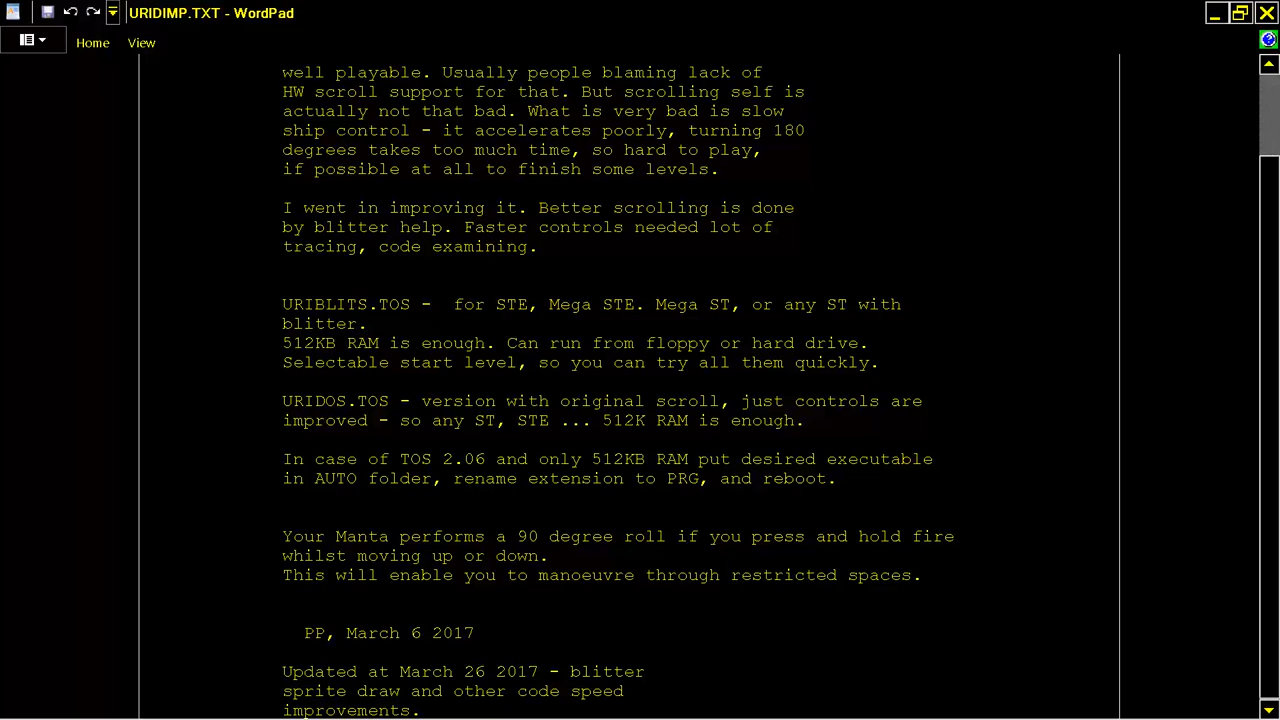 URIDIMP.TXT - WordPad
Home View
well playable. Usually people blaming lack of
HW scroll support for that. But scrolling self is
actually not that bad. What is very bad is slow
ship control - it accelerates poorly, turning 180
degrees takes too much time, so hard to play,
if possible at all to finish some levels.
I went in improving it. Better scrolling is done
by blitter help. Faster controls needed lot of
tracing, code examining.
URIBLITS.TOS -  for STE, Mega STE. Mega ST, or any ST with
blitter.
512KB RAM is enough. Can run from floppy or hard drive.
Selectable start level, so you can try all them quickly.
URIDOS.TOS - version with original scroll, just controls are
improved - so any ST, STE ... 512K RAM is enough.
In case of TOS 2.06 and only 512KB RAM put desired executable
in AUTO folder, rename extension to PRG, and reboot.
Your Manta performs a 90 degree roll if you press and hold fire
whilst moving up or down.
This will enable you to manoeuvre through restricted spaces.
PP, March 6 2017
Updated at March 26 2017 - blitter
sprite draw and other code speed
improvements.